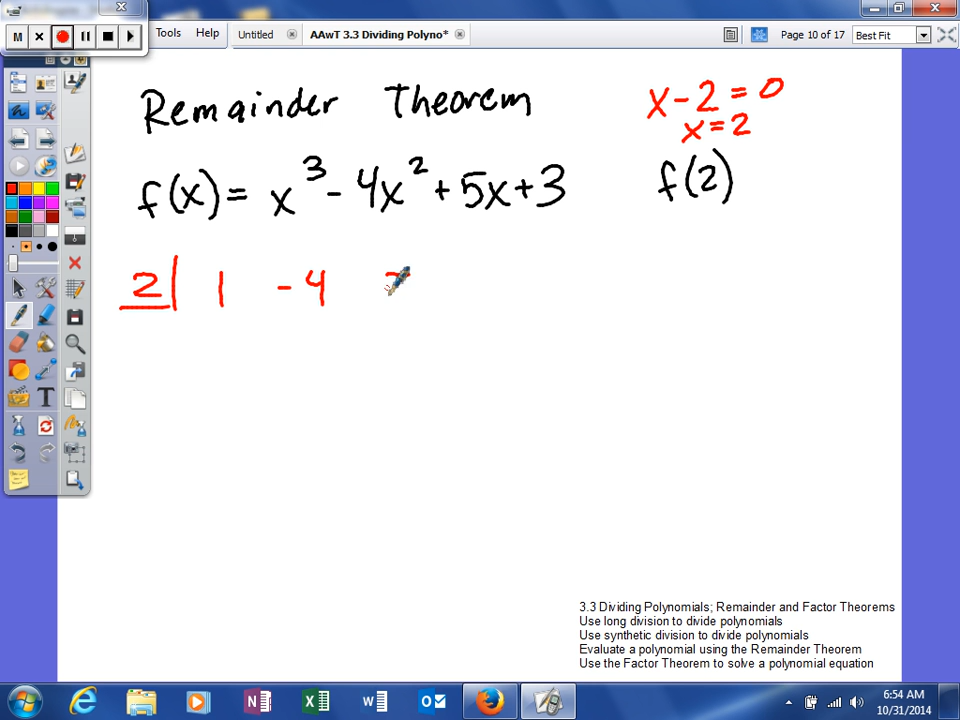 M
Tools Help Untitled AAwT 3.3 Dividing Polyno* Page 10 of 17 Best Fit
Remainder Theorem
x - 2 = 0
x = 2
f(x) = x³ - 4x² + 5x + 3 f(2)
2 1 - 4
3.3 Dividing Polynomials; Remainder and Factor Theorems
Use long division to divide polynomials
Use synthetic division to divide polynomials
Evaluate a polynomial using the Remainder Theorem
Use the Factor Theorem to solve a polynomial equation
6:54 AM
10/31/2014